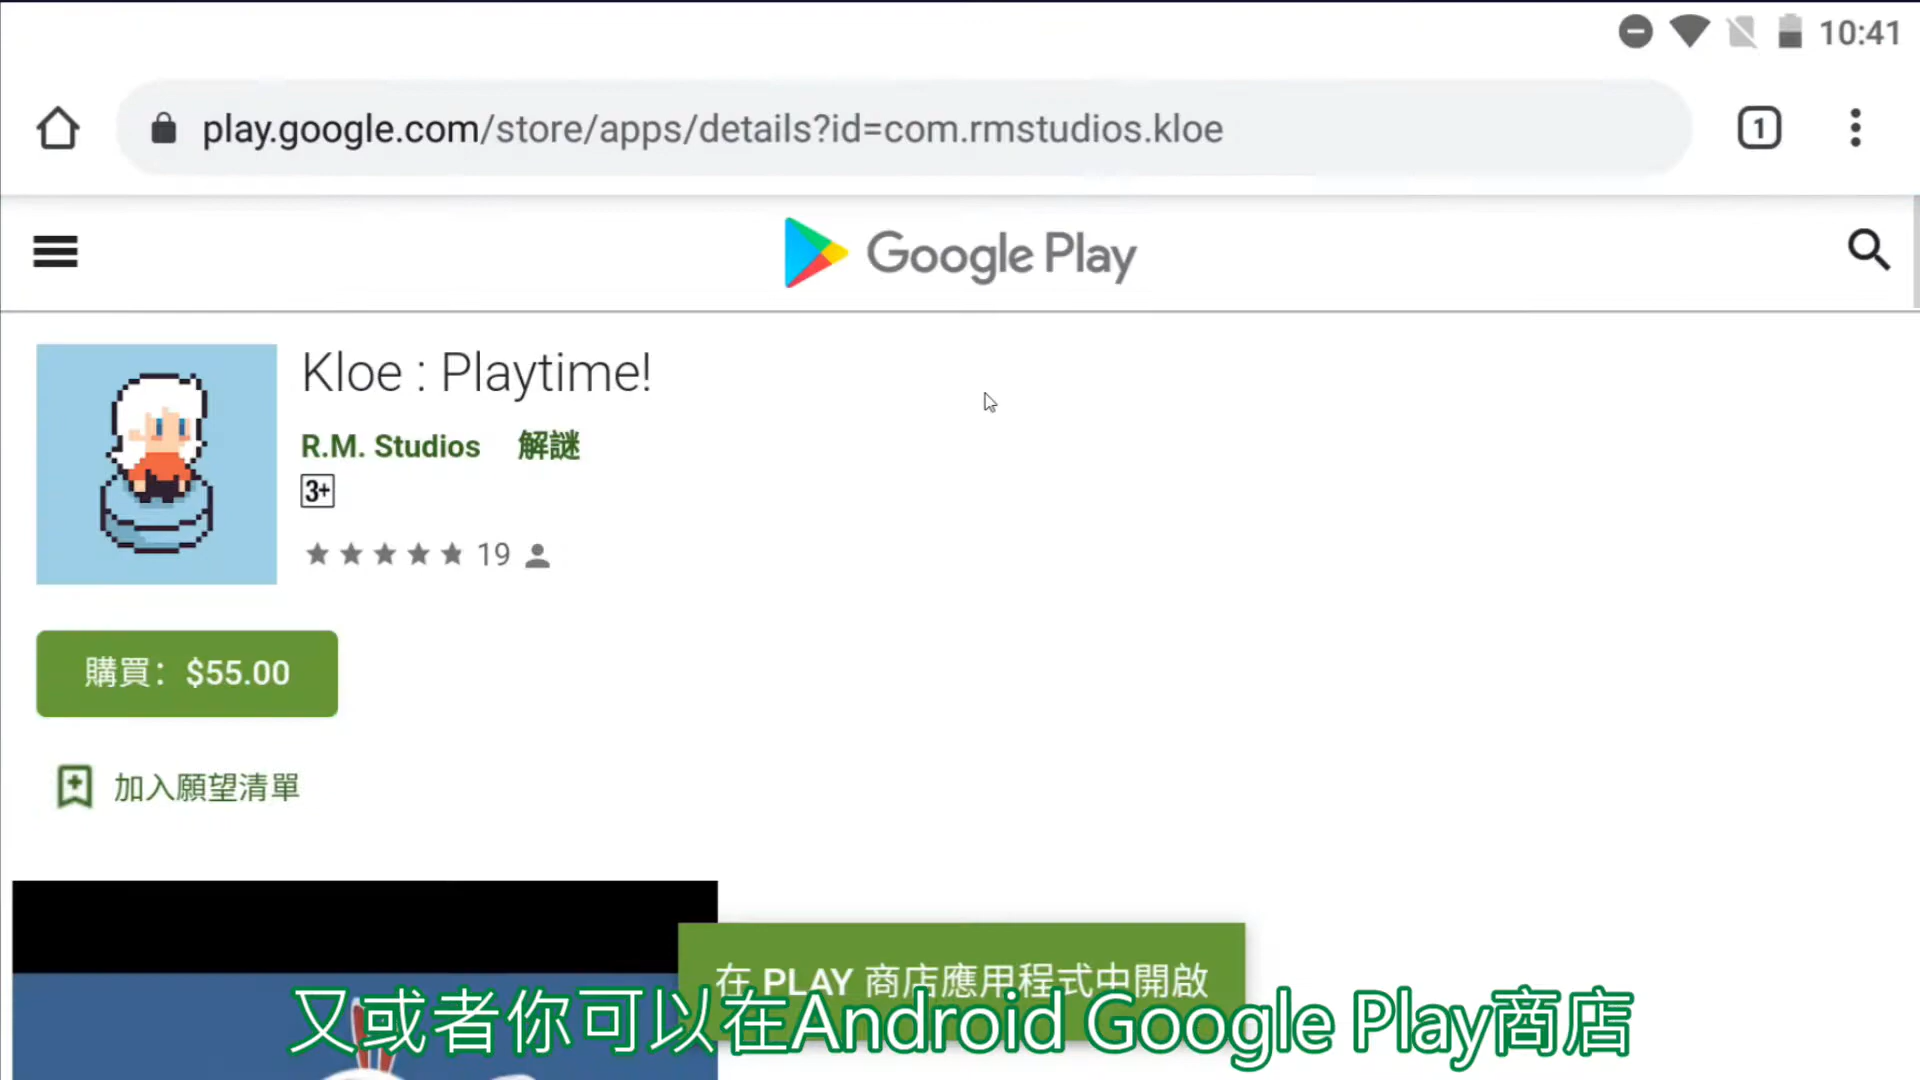 10:41
play.google.com/store/apps/details?id=com.rmstudios.kloe
1
Google Play
Kloe : Playtime!
R.M. Studios 解謎
3+
19
購買：$55.00
加入願望清單
在 PLAY 商店應用程式中開啟
又或者你可以在Android Google Play商店